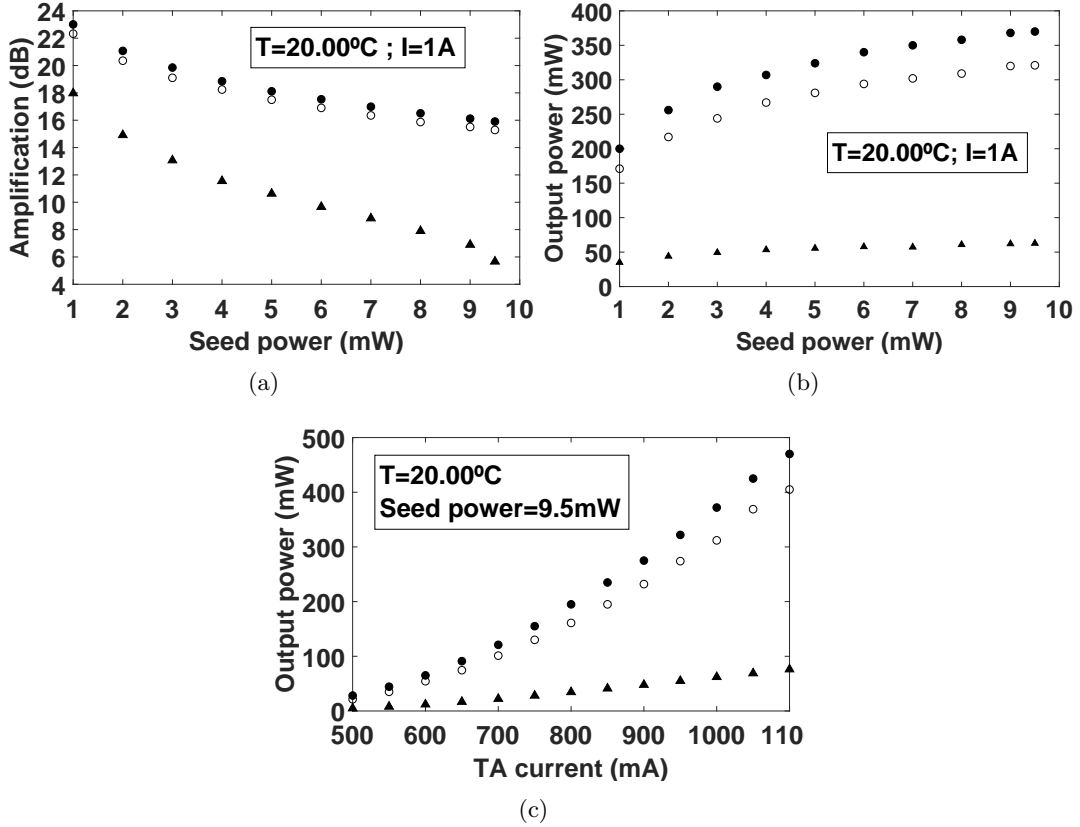 24
22
20
18
16
14
12
10
8
6
4
Amplification (dB)
T=20.00ºC ; I=1A
1 2 3 4 5 6 7 8 9 10
Seed power (mW)
(a)
400
350
300
250
200
150
100
50
0
Output power (mW)
T=20.00ºC; I=1A
1 2 3 4 5 6 7 8 9 10
Seed power (mW)
(b)
500
400
300
200
100
0
Output power (mW)
T=20.00ºC
Seed power=9.5mW
500 600 700 800 900 1000 110
TA current (mA)
(c)